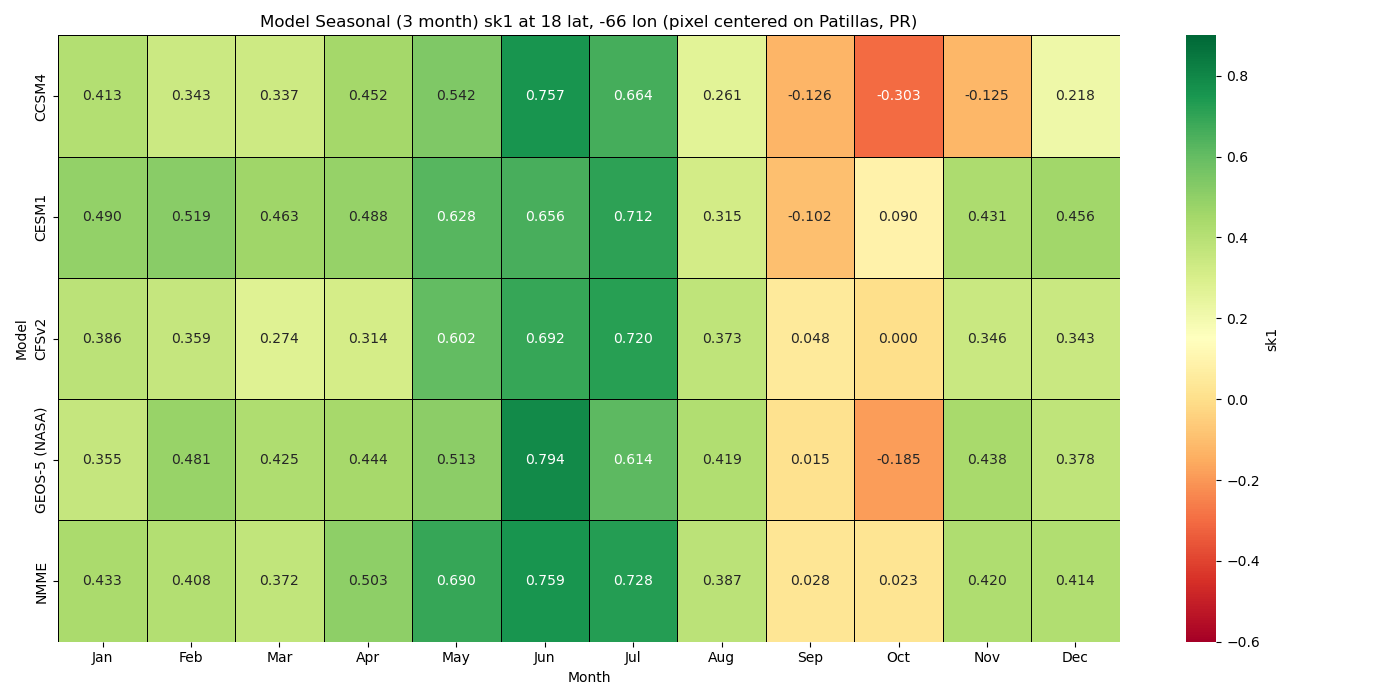 Model Seasonal (3 month) sk1 at 18 lat, -66 lon (pixel centered on Patillas, PR)
CCSM4 0.413 0.343 0.337 0.452 0.542 0.757 0.664 0.261 -0.126 -0.303 -0.125 0.218
CESM1 0.490 0.519 0.463 0.488 0.628 0.656 0.712 0.315 -0.102 0.090 0.431 0.456
CFSv2 0.386 0.359 0.274 0.314 0.602 0.692 0.720 0.373 0.048 0.000 0.346 0.343
GEOS-5 (NASA) 0.355 0.481 0.425 0.444 0.513 0.794 0.614 0.419 0.015 -0.185 0.438 0.378
NMME 0.433 0.408 0.372 0.503 0.690 0.759 0.728 0.387 0.028 0.023 0.420 0.414
Jan Feb Mar Apr May Jun Jul Aug Sep Oct Nov Dec
Month
Model
0.8
0.6
0.4
0.2
0.0
−0.2
−0.4
−0.6
sk1